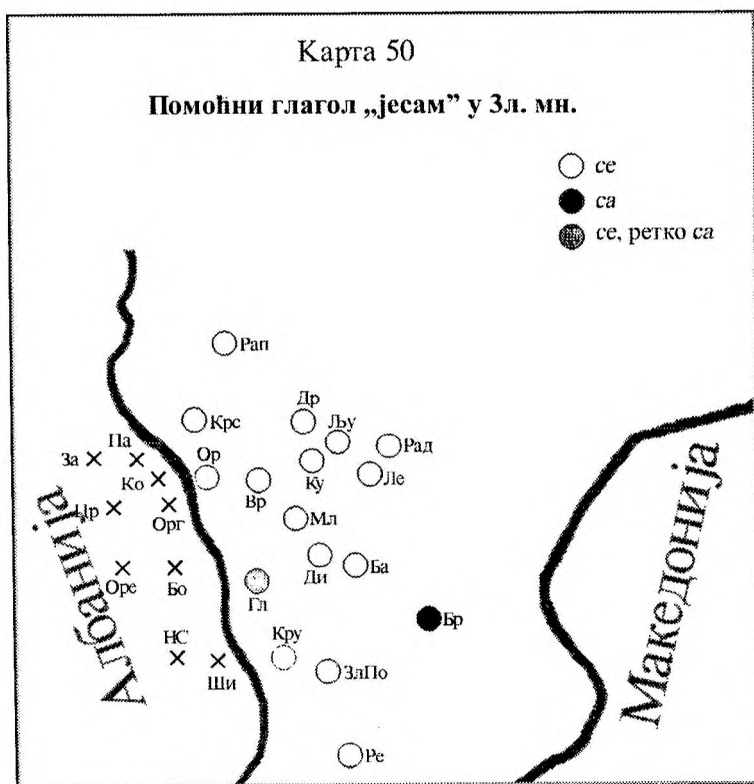 Карта 50
Помоћни глагол „јесам” у 3л. мн.
се
са
се, ретко са
Рап
Крс
Др
Љу
Рад
Па
За
Ко
Ор
Вр
Ку
Ле
Цр
Орг
Мл
Оре
Бо
Гл
Ди
Ба
Бр
НС
Ши
Кру
ЗлПо
Ре
Албанија
Македонија